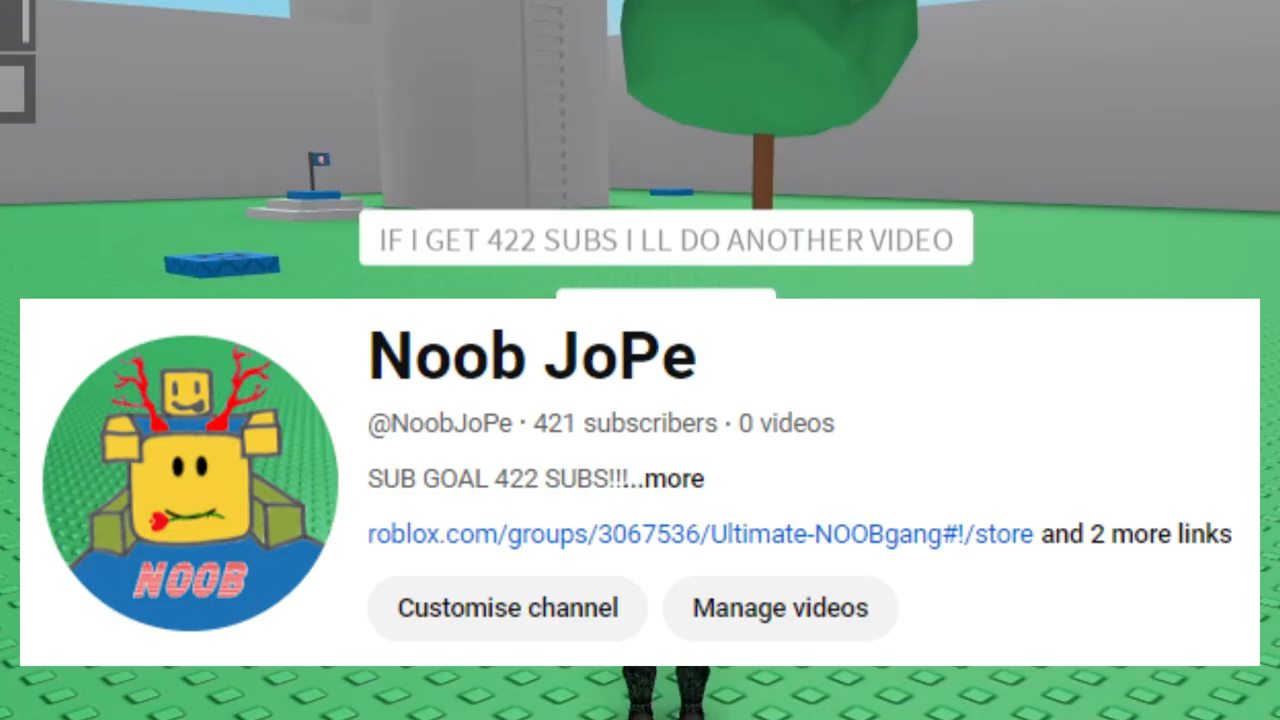 IF I GET 422 SUBS I LL DO ANOTHER VIDEO
Noob JoPe
@NoobJoPe · 421 subscribers · 0 videos
SUB GOAL 422 SUBS!!!...more
roblox.com/groups/3067536/Ultimate-NOOBgang#!/store and 2 more links
NOOB
Customise channel Manage videos